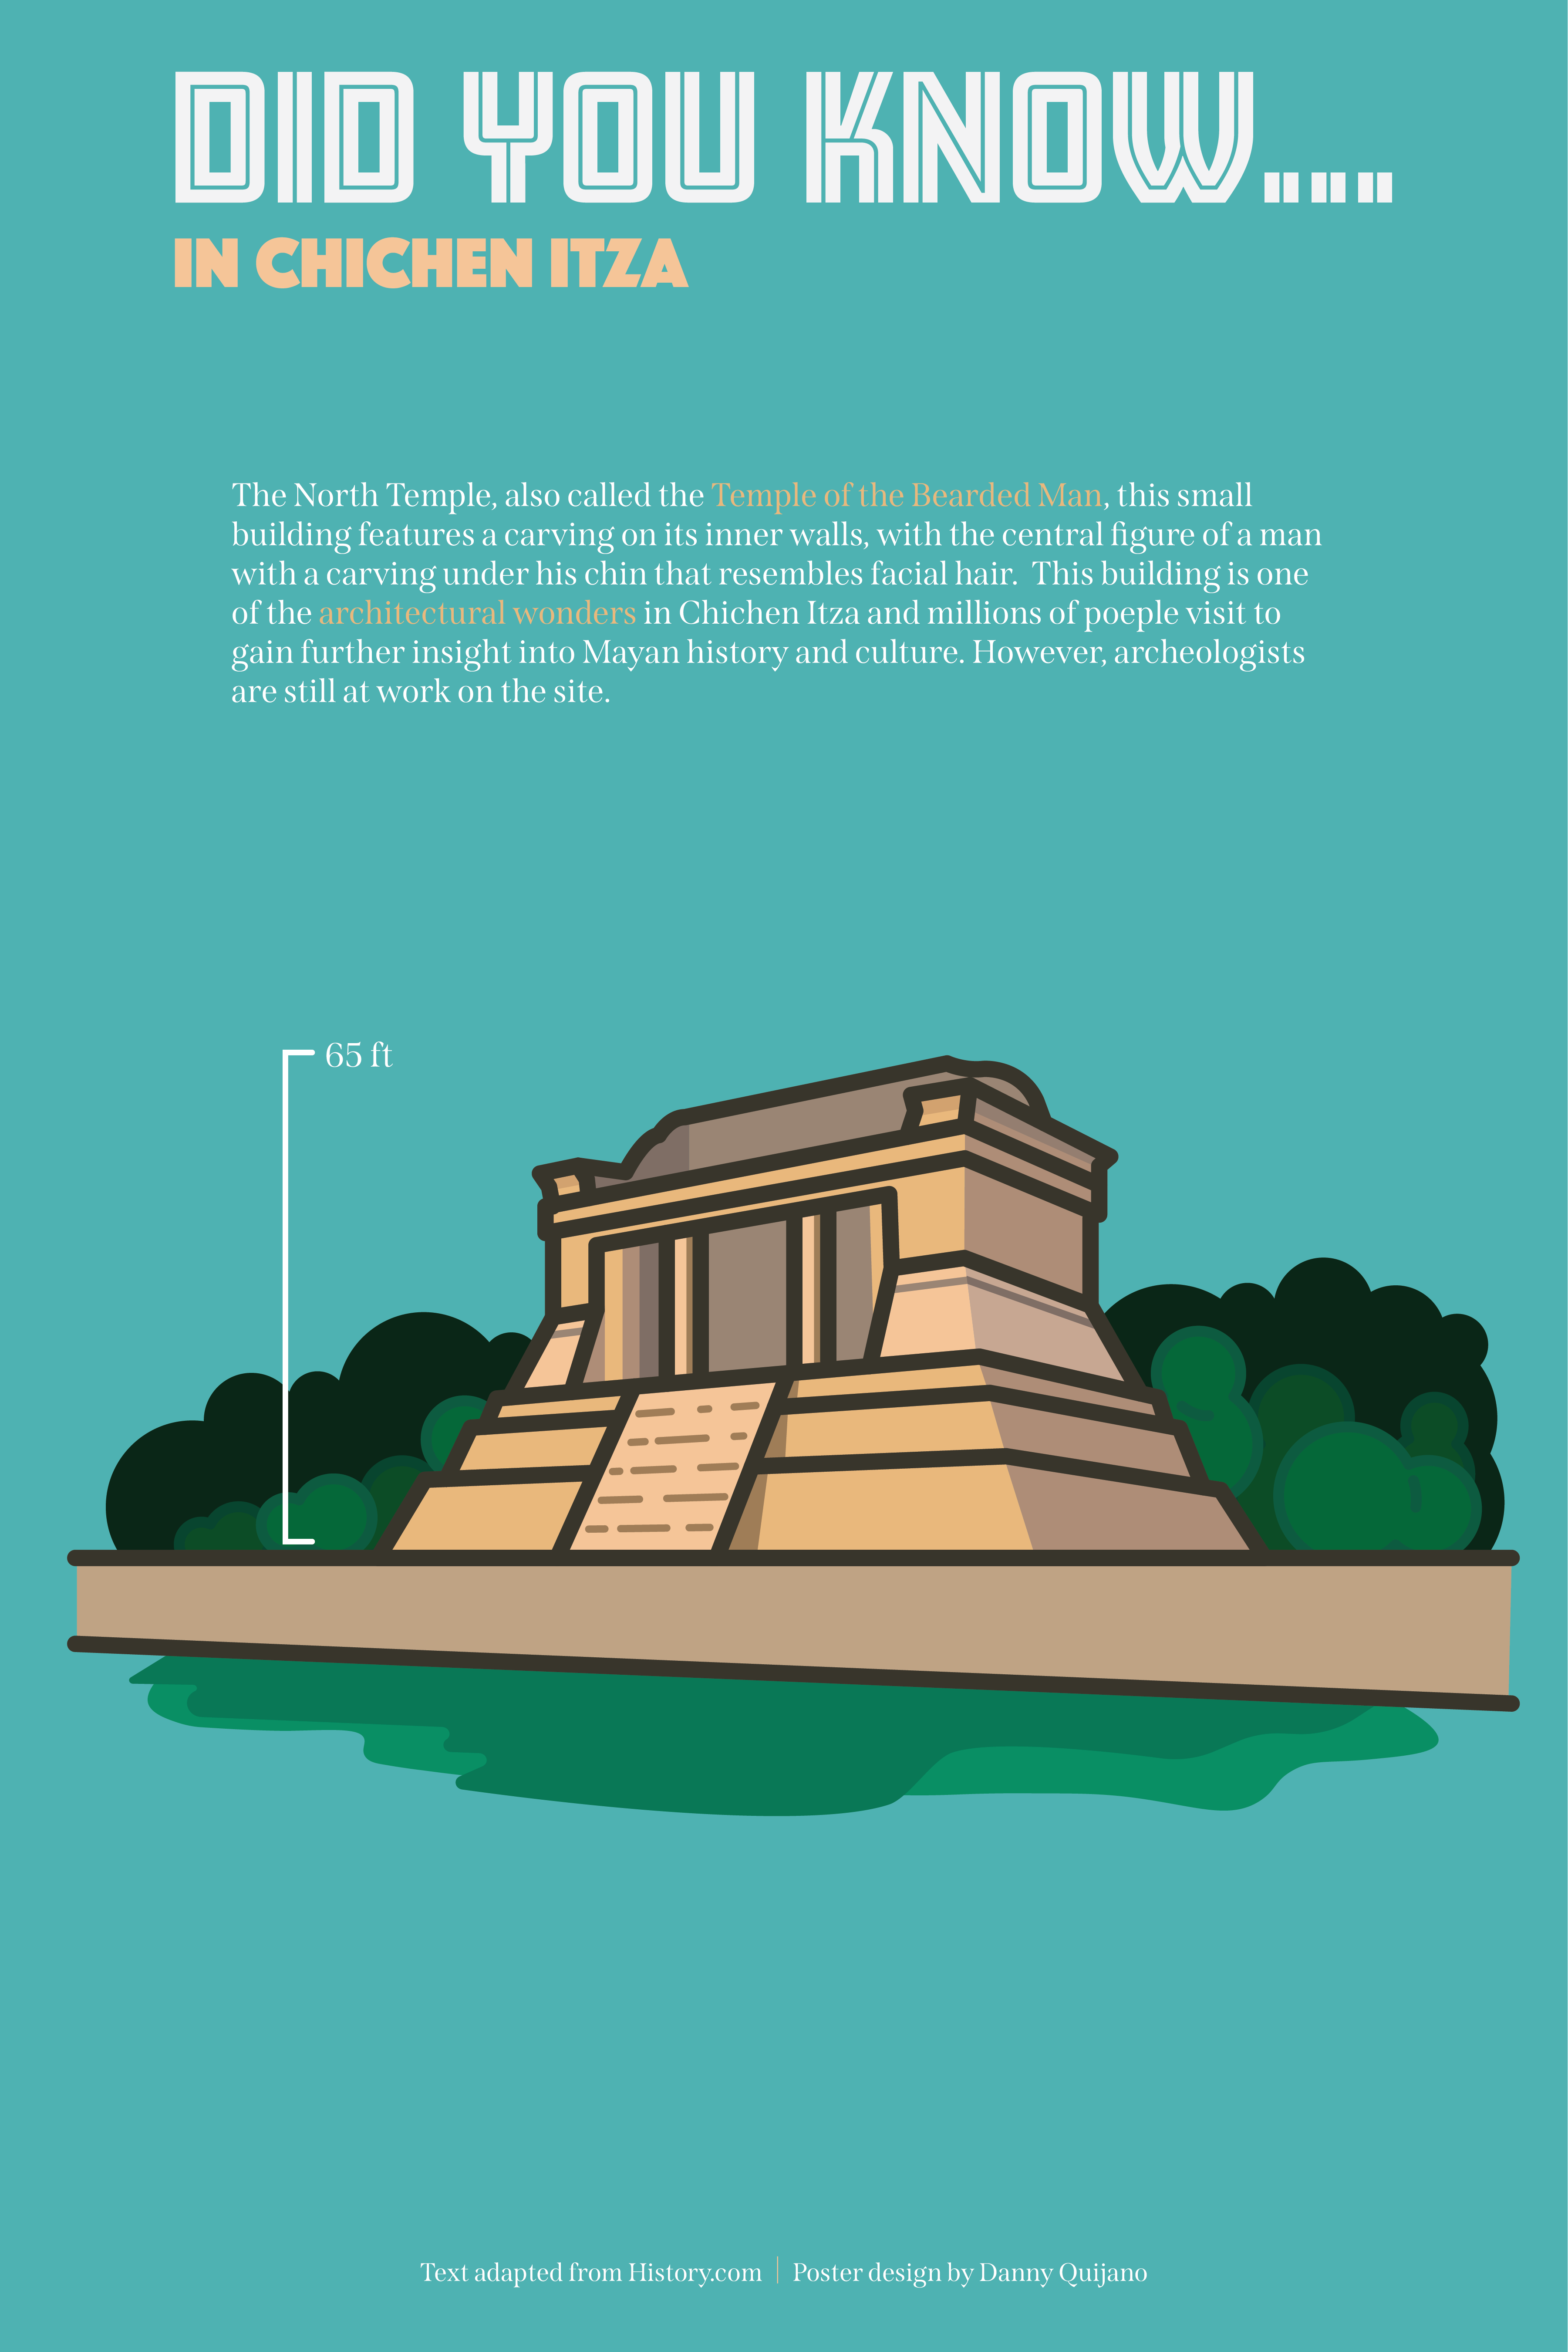 DID YOU KNOW....
IN CHICHEN ITZA
The North Temple, also called the Temple of the Bearded Man, this small
building features a carving on its inner walls, with the central figure of a man
with a carving under his chin that resembles facial hair.  This building is one
of the architectural wonders in Chichen Itza and millions of poeple visit to
gain further insight into Mayan history and culture. However, archeologists
are still at work on the site.
65 ft
Text adapted from History.com | Poster design by Danny Quijano